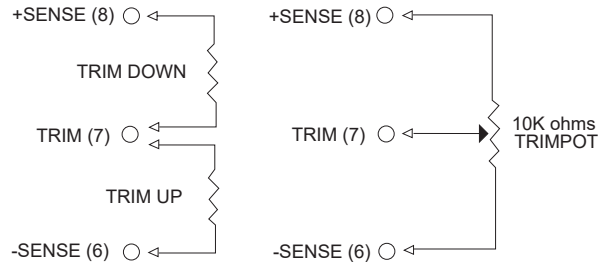 +SENSE (8)
TRIM DOWN
TRIM (7)
TRIM UP
-SENSE (6)
+SENSE (8)
TRIM (7)
10K ohms
TRIMPOT
-SENSE (6)